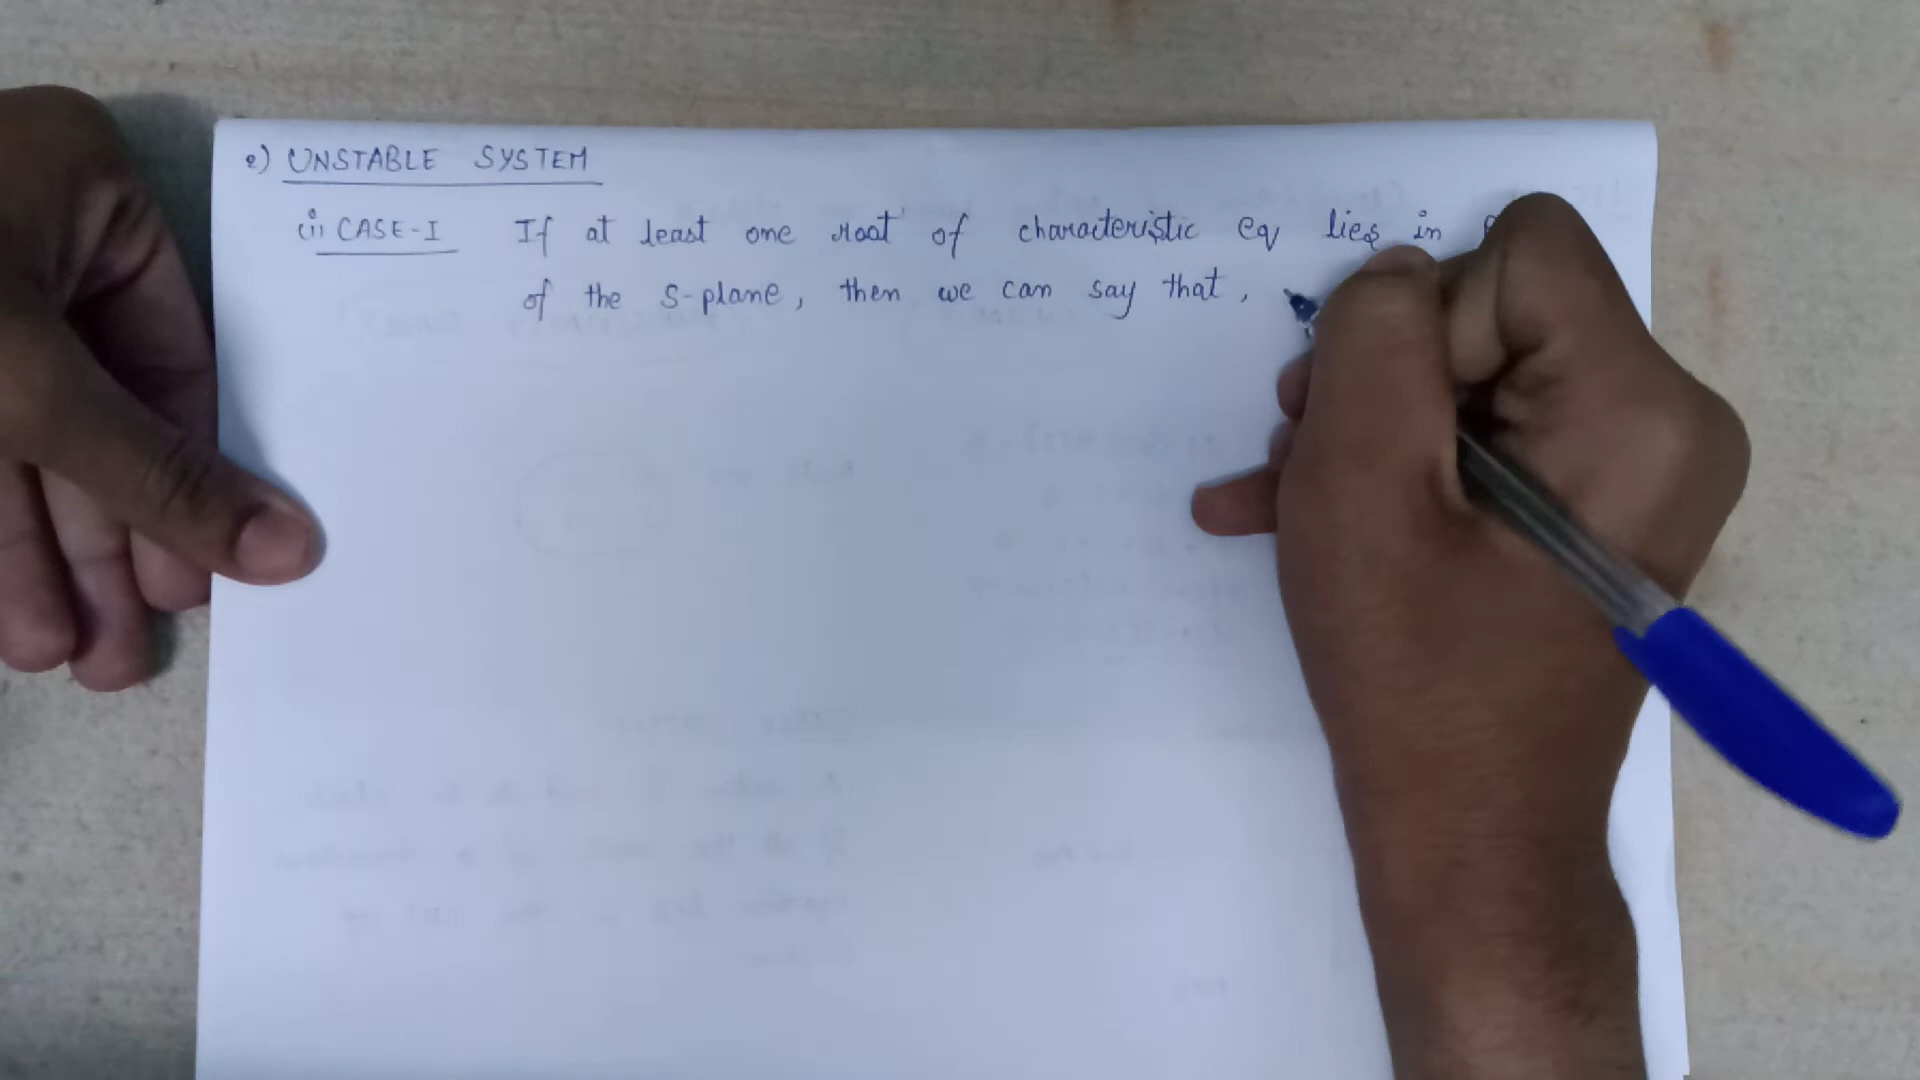 2) UNSTABLE SYSTEM
(i) CASE-I If at least one root of characteristic eq lies in
of the S-plane, then we can say that,